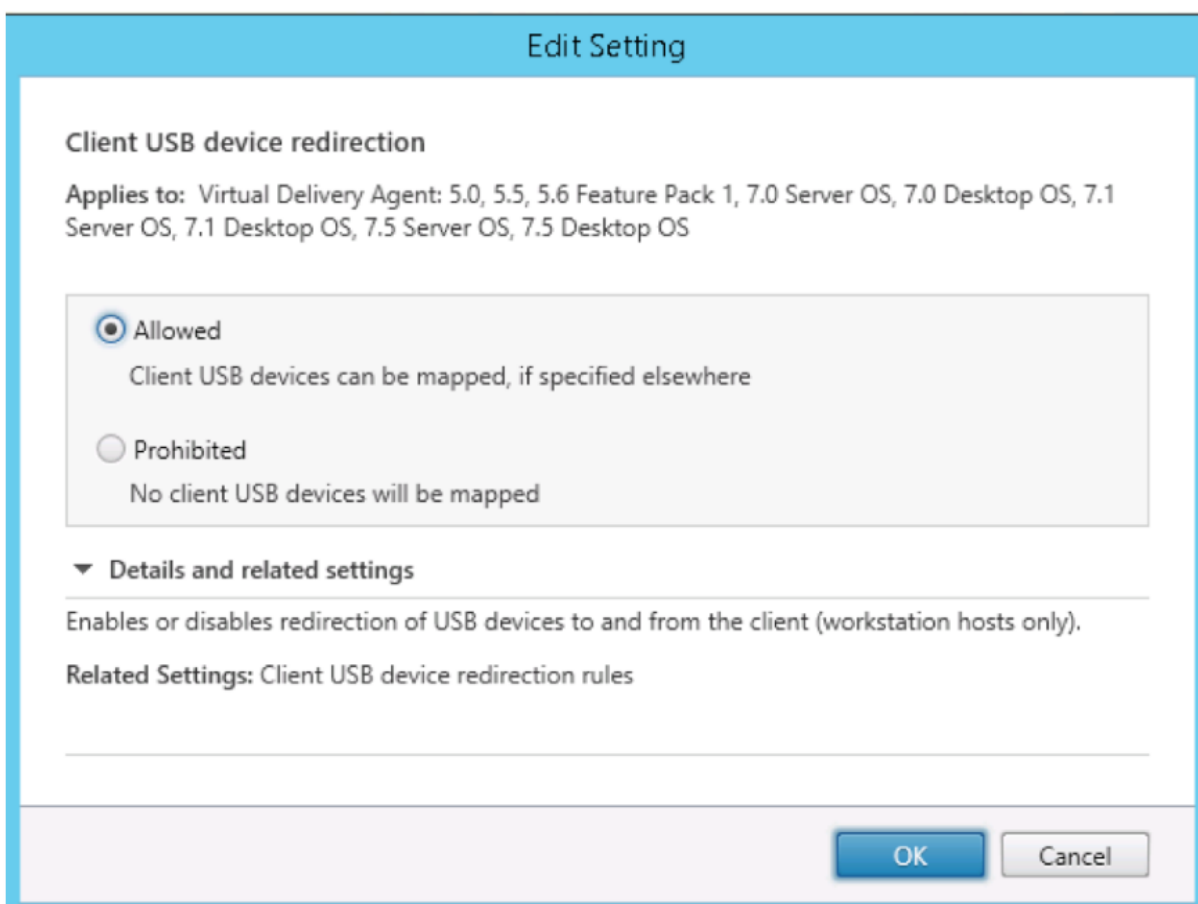 Edit Setting
Client USB device redirection
Applies to: Virtual Delivery Agent: 5.0, 5.5, 5.6 Feature Pack 1, 7.0 Server OS, 7.0 Desktop OS, 7.1
Server OS, 7.1 Desktop OS, 7.5 Server OS, 7.5 Desktop OS
Allowed
Client USB devices can be mapped, if specified elsewhere
Prohibited
No client USB devices will be mapped
Details and related settings
Enables or disables redirection of USB devices to and from the client (workstation hosts only).
Related Settings: Client USB device redirection rules
OK
Cancel